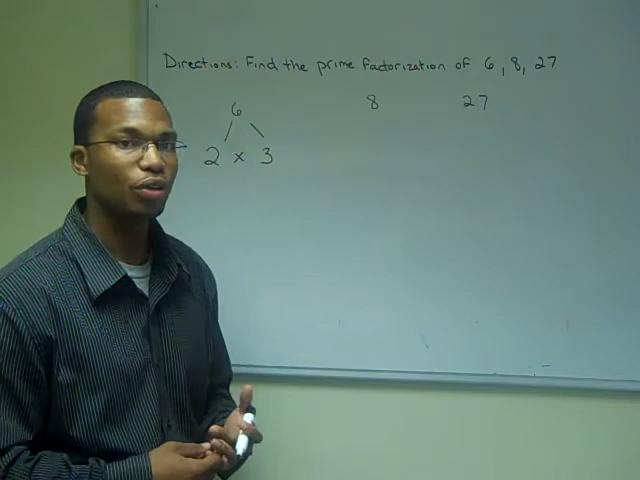 Directions: Find the prime factorization of 6, 8, 27
6 8 27
2 x 3